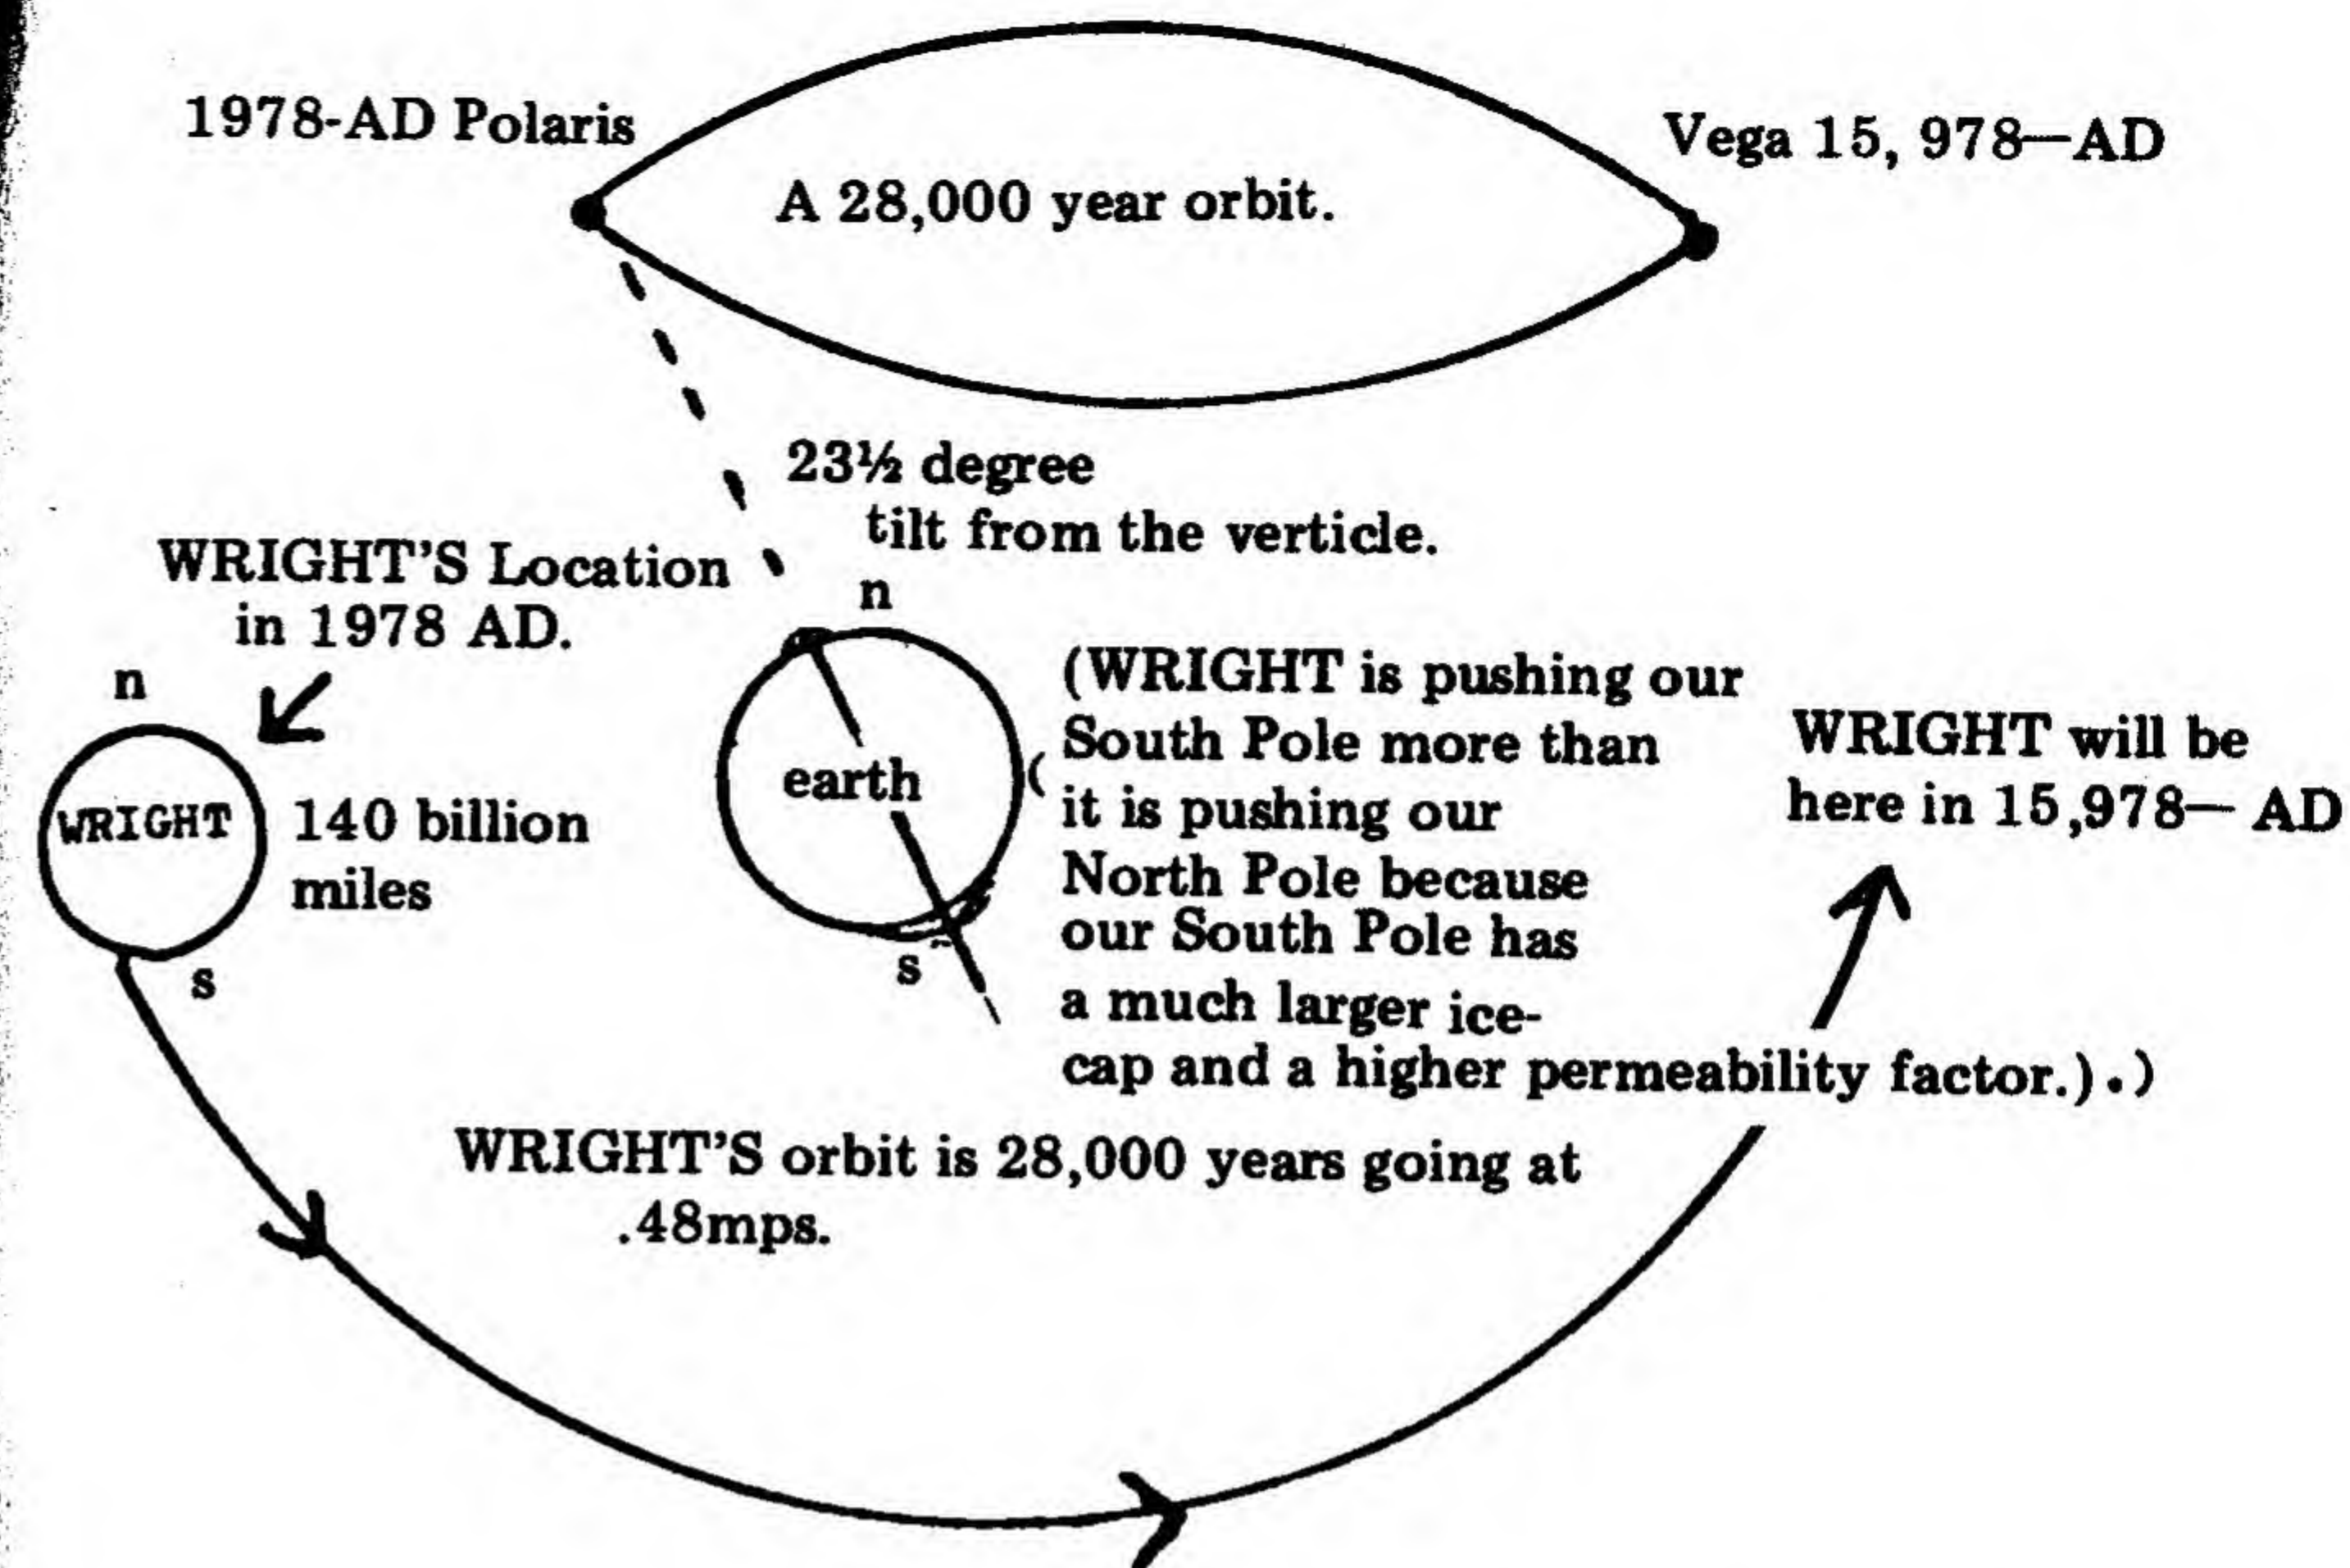 1978-AD Polaris
Vega 15, 978—AD
A 28,000 year orbit.
23½ degree
tilt from the verticle.
WRIGHT'S Location
in 1978 AD.
n
n
WRIGHT
140 billion
miles
s
earth
s
(WRIGHT is pushing our
South Pole more than
( it is pushing our
North Pole because
our South Pole has
a much larger ice-
cap and a higher permeability factor.).)
WRIGHT will be
here in 15,978— AD
WRIGHT'S orbit is 28,000 years going at
.48mps.